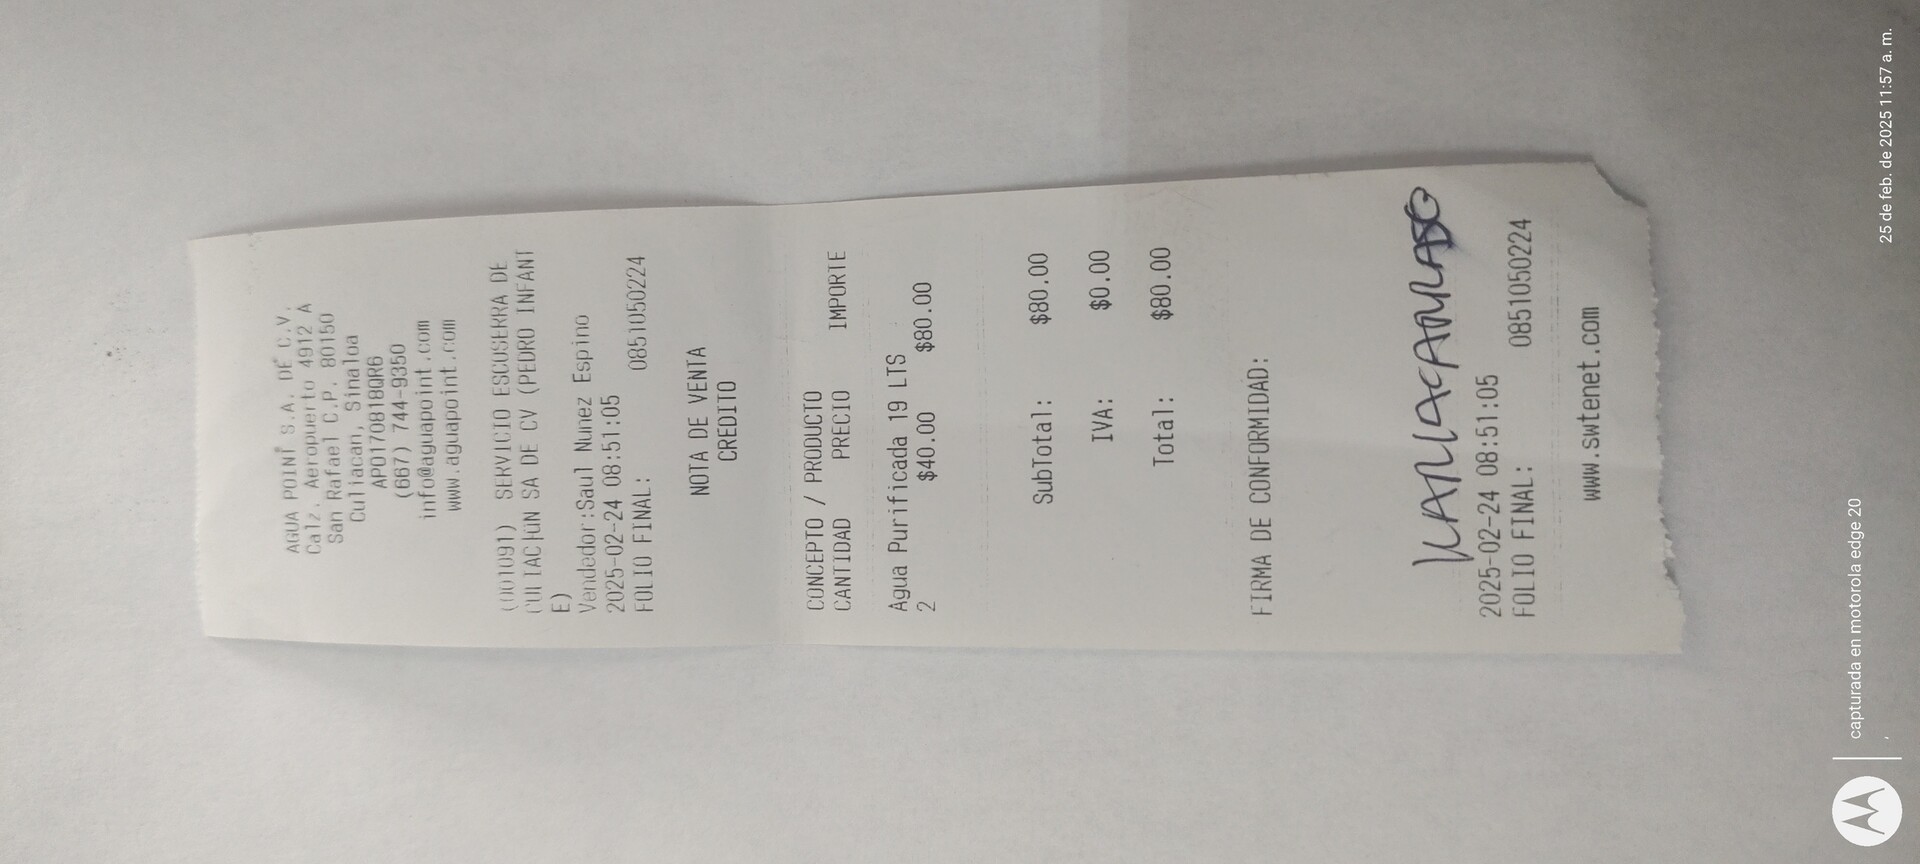 AGUA POINT S.A. DE C.V.
Calz. Aeropuerto 4912 A
San Rafael C.P. 80150
Culiacan, Sinaloa
APO170818QR6
(667) 744-9350
info@aguapoint.com
www.aguapoint.com
(001091) SERVICIO ESCUSERRA DE
CULIACHUN SA DE CV (PEDRO INFANT
E)
Vendedor:Saul Nunez Espino
2025-02-24 08:51:05
FOLIO FINAL: 0851050224
NOTA DE VENTA
CREDITO
CONCEPTO / PRODUCTO
CANTIDAD PRECIO IMPORTE
Agua Purificada 19 LTS
2 $40.00 $80.00
SubTotal: $80.00
IVA: $0.00
Total: $80.00
FIRMA DE CONFORMIDAD:
2025-02-24 08:51:05
FOLIO FINAL: 0851050224
www.swtenet.com
capturada en motorola edge 20
25 de feb. de 2025 11:57 a. m.